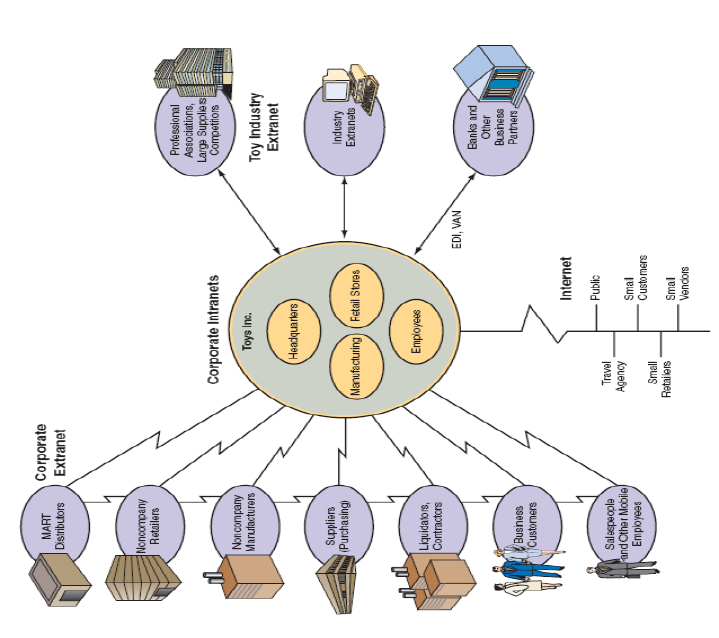 Corporate
Extranet
MART
Distributors
Noncompany
Retailers
Noncompany
Manufacturers
Suppliers
(Purchasing)
Liquidators,
Contractors
Business
Customers
Salespeople
and Other Mobile
Employees
Corporate Intranets
Toys Inc.
Headquarters
Manufacturing
Retail Stores
Employees
Professional
Associations,
Large Suppliers
Competitors
Toy Industry
Extranet
Industry
Extranets
Banks and
Other
Business
Partners
EDI, VAN
Internet
Public
Travel
Agency
Small
Customers
Small
Retailers
Small
Vendors